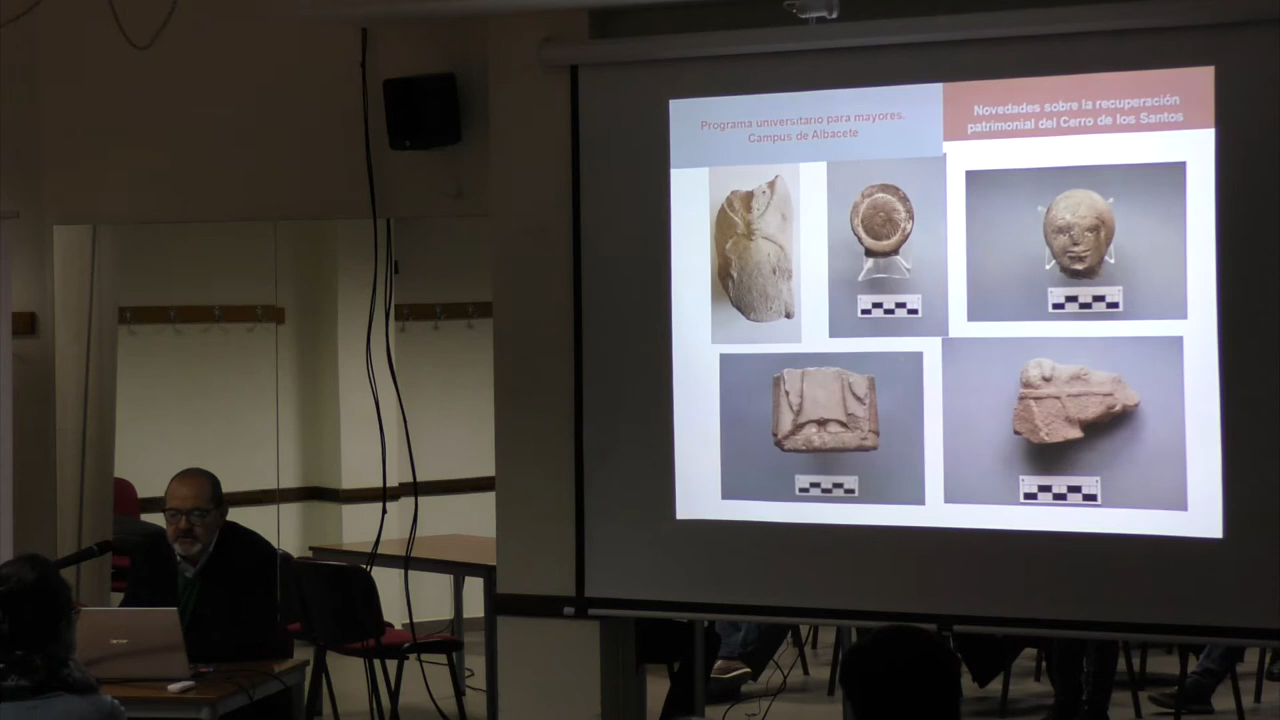 Programa universitario para mayores.
Campus de Albacete
Novedades sobre la recuperación
patrimonial del Cerro de los Santos